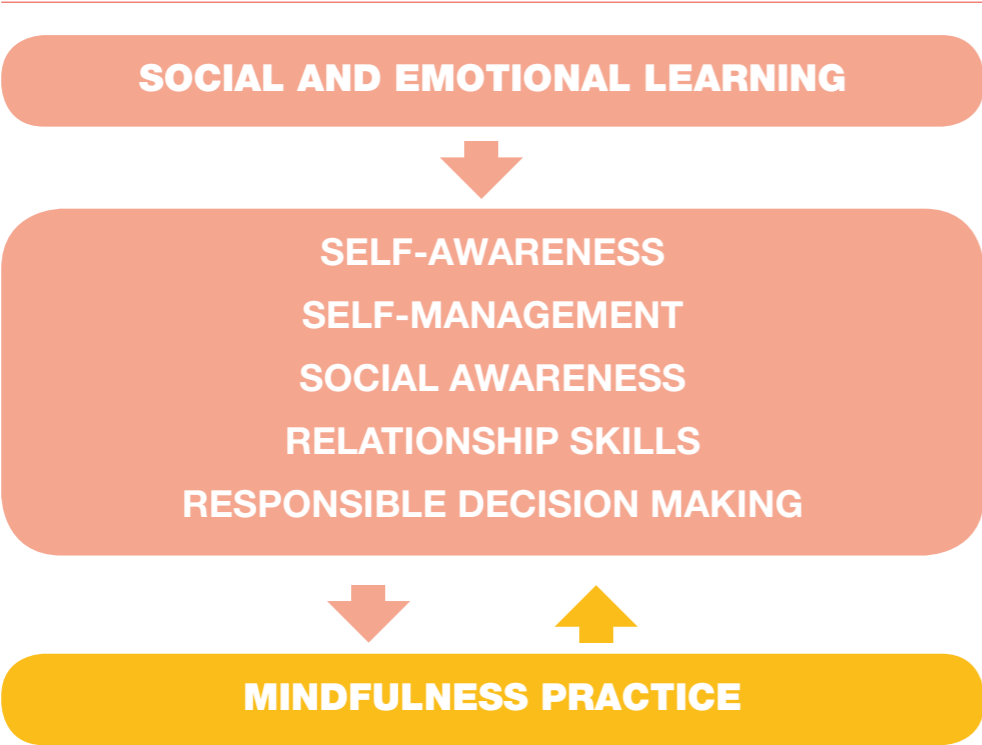 SOCIAL AND EMOTIONAL LEARNING
SELF-AWARENESS
SELF-MANAGEMENT
SOCIAL AWARENESS
RELATIONSHIP SKILLS
RESPONSIBLE DECISION MAKING
MINDFULNESS PRACTICE